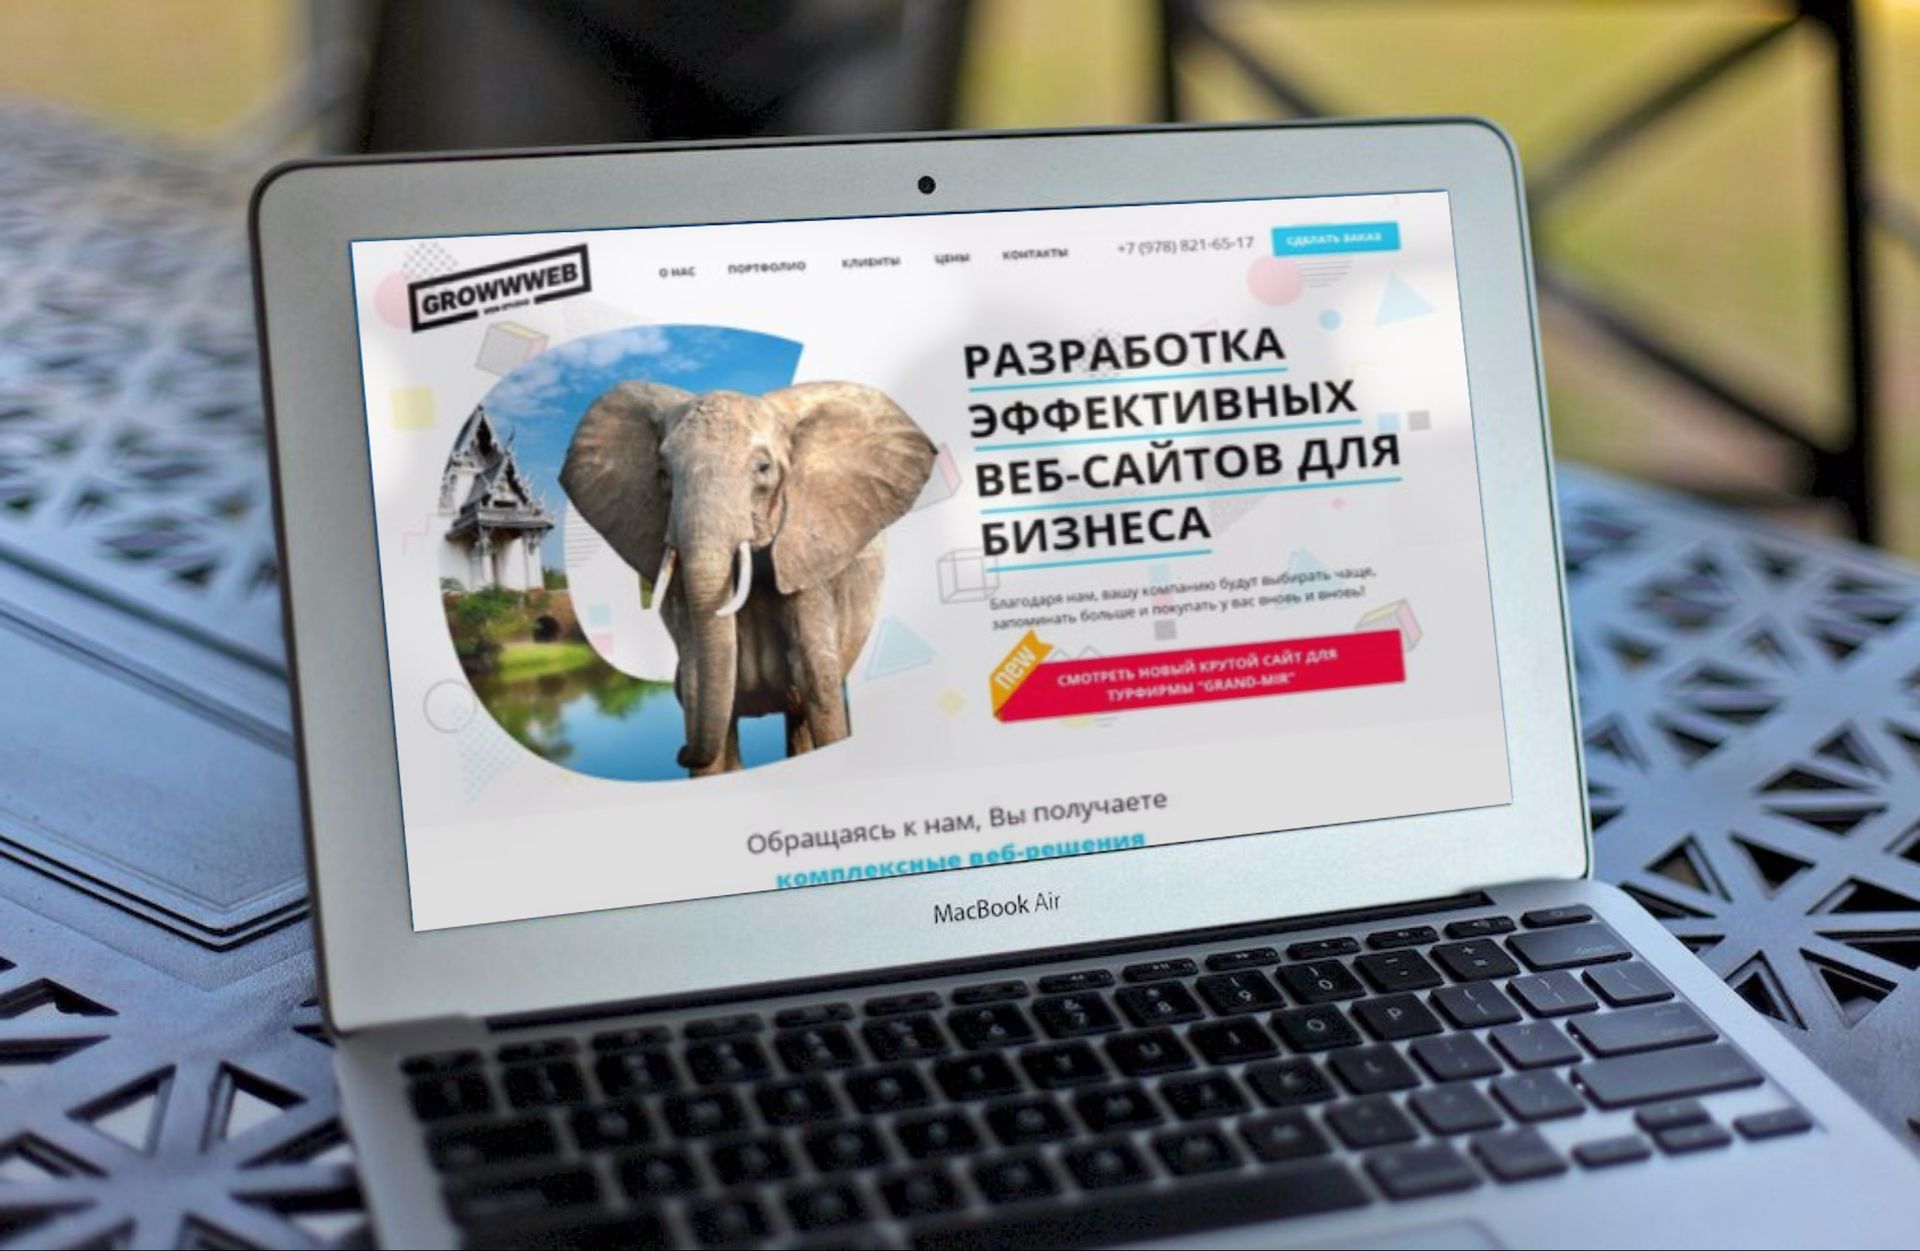 GROWWWEB
О НАС ПОРТФОЛИО КЛИЕНТЫ ЦЕНЫ КОНТАКТЫ +7 (978) 821-65-17 СДЕЛАТЬ ЗАКАЗ
РАЗРАБОТКА
ЭФФЕКТИВНЫХ
ВЕБ-САЙТОВ ДЛЯ
БИЗНЕСА
Благодаря нам, вашу компанию будут выбирать чаще,
запоминать больше и покупать у вас вновь и вновь!
new
СМОТРЕТЬ НОВЫЙ КРУТОЙ САЙТ ДЛЯ
ТУРФИРМЫ "GRAND-MIR"
Обращаясь к нам, Вы получаете
комплексные веб-решения
MacBook Air